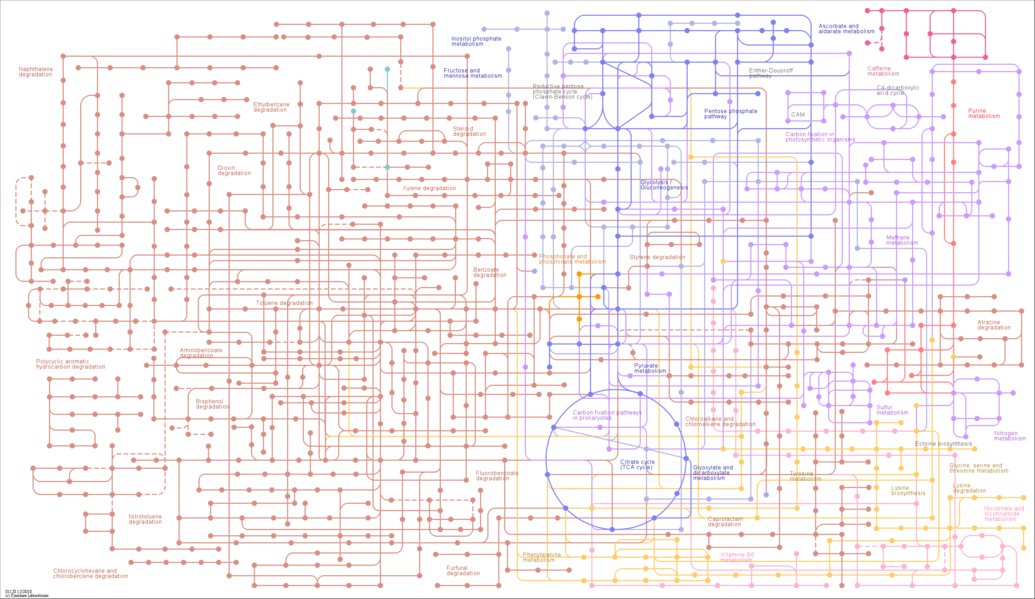 Ascorbate and
aldarate metabolism
Inositol phosphate
metabolism
Naphthalene
degradation
Fructose and
mannose metabolism
Entner-Doudoroff
pathway
Caffeine
metabolism
Reductive pentose
phosphate cycle
(Calvin-Benson cycle)
C4-dicarboxylic
acid cycle
Ethylbenzene
degradation
Pentose phosphate
pathway
CAM
Purine
metabolism
Steroid
degradation
Carbon fixation in
photosynthetic organisms
Dioxin
degradation
Xylene degradation
Glycolysis /
Gluconeogenesis
Methane
metabolism
Phosphonate and
phosphinate metabolism
Styrene degradation
Benzoate
degradation
Toluene degradation
Atrazine
degradation
Aminobenzoate
degradation
Polycyclic aromatic
hydrocarbon degradation
Pyruvate
metabolism
Bisphenol
degradation
Carbon fixation pathways
in prokaryotes
Chloroalkane and
chloroalkene degradation
Sulfur
metabolism
Nitrogen
metabolism
Ectoine biosynthesis
Citrate cycle
(TCA cycle)
Glyoxylate and
dicarboxylate
metabolism
Glycine, serine and
threonine metabolism
Fluorobenzoate
degradation
Tyrosine
metabolism
Lysine
biosynthesis
Lysine
degradation
Nitrotoluene
degradation
Caprolactam
degradation
Nicotinate and
nicotinamide
metabolism
Phenylalanine
metabolism
Vitamine B6
metabolism
Chlorocyclohexane and
chlorobenzene degradation
Furfural
degradation
(c) Kanehisa Laboratories